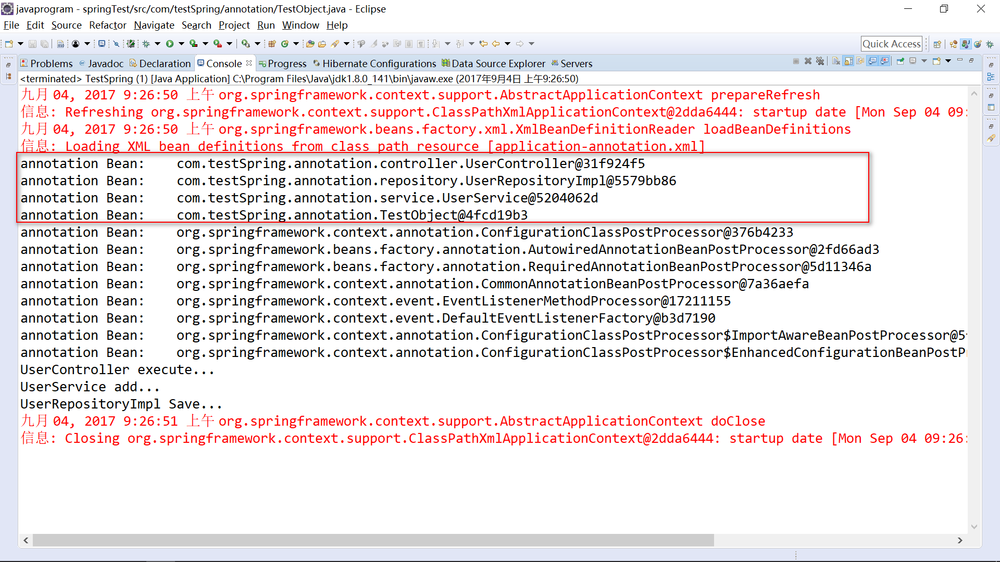 javaprogram - springTest/src/com/testSpring/annotation/TestObject.java - Eclipse
File Edit Source Refactor Navigate Search Project Run Window Help
Quick Access
Problems @ Javadoc Declaration Console Progress Hibernate Configurations Data Source Explorer Servers
<terminated> TestSpring (1) [Java Application] C:\Program Files\Java\jdk1.8.0_141\bin\javaw.exe (2017年9月4日 上午9:26:50)
九月 04, 2017 9:26:50 上午 org.springframework.context.support.AbstractApplicationContext prepareRefresh
信息: Refreshing org.springframework.context.support.ClassPathXmlApplicationContext@2dda6444: startup date [Mon Sep 04 09:
九月 04, 2017 9:26:50 上午 org.springframework.beans.factory.xml.XmlBeanDefinitionReader loadBeanDefinitions
信息: Loading XML bean definitions from class path resource [application-annotation.xml]
annotation Bean: com.testSpring.annotation.controller.UserController@31f924f5
annotation Bean: com.testSpring.annotation.repository.UserRepositoryImpl@5579bb86
annotation Bean: com.testSpring.annotation.service.UserService@5204062d
annotation Bean: com.testSpring.annotation.TestObject@4fcd19b3
annotation Bean: org.springframework.context.annotation.ConfigurationClassPostProcessor@376b4233
annotation Bean: org.springframework.beans.factory.annotation.AutowiredAnnotationBeanPostProcessor@2fd66ad3
annotation Bean: org.springframework.beans.factory.annotation.RequiredAnnotationBeanPostProcessor@5d11346a
annotation Bean: org.springframework.context.annotation.CommonAnnotationBeanPostProcessor@7a36aefa
annotation Bean: org.springframework.context.event.EventListenerMethodProcessor@17211155
annotation Bean: org.springframework.context.event.DefaultEventListenerFactory@b3d7190
annotation Bean: org.springframework.context.annotation.ConfigurationClassPostProcessor$ImportAwareBeanPostProcessor@5
annotation Bean: org.springframework.context.annotation.ConfigurationClassPostProcessor$EnhancedConfigurationBeanPostP
UserController execute...
UserService add...
UserRepositoryImpl Save...
九月 04, 2017 9:26:51 上午 org.springframework.context.support.AbstractApplicationContext doClose
信息: Closing org.springframework.context.support.ClassPathXmlApplicationContext@2dda6444: startup date [Mon Sep 04 09:26: